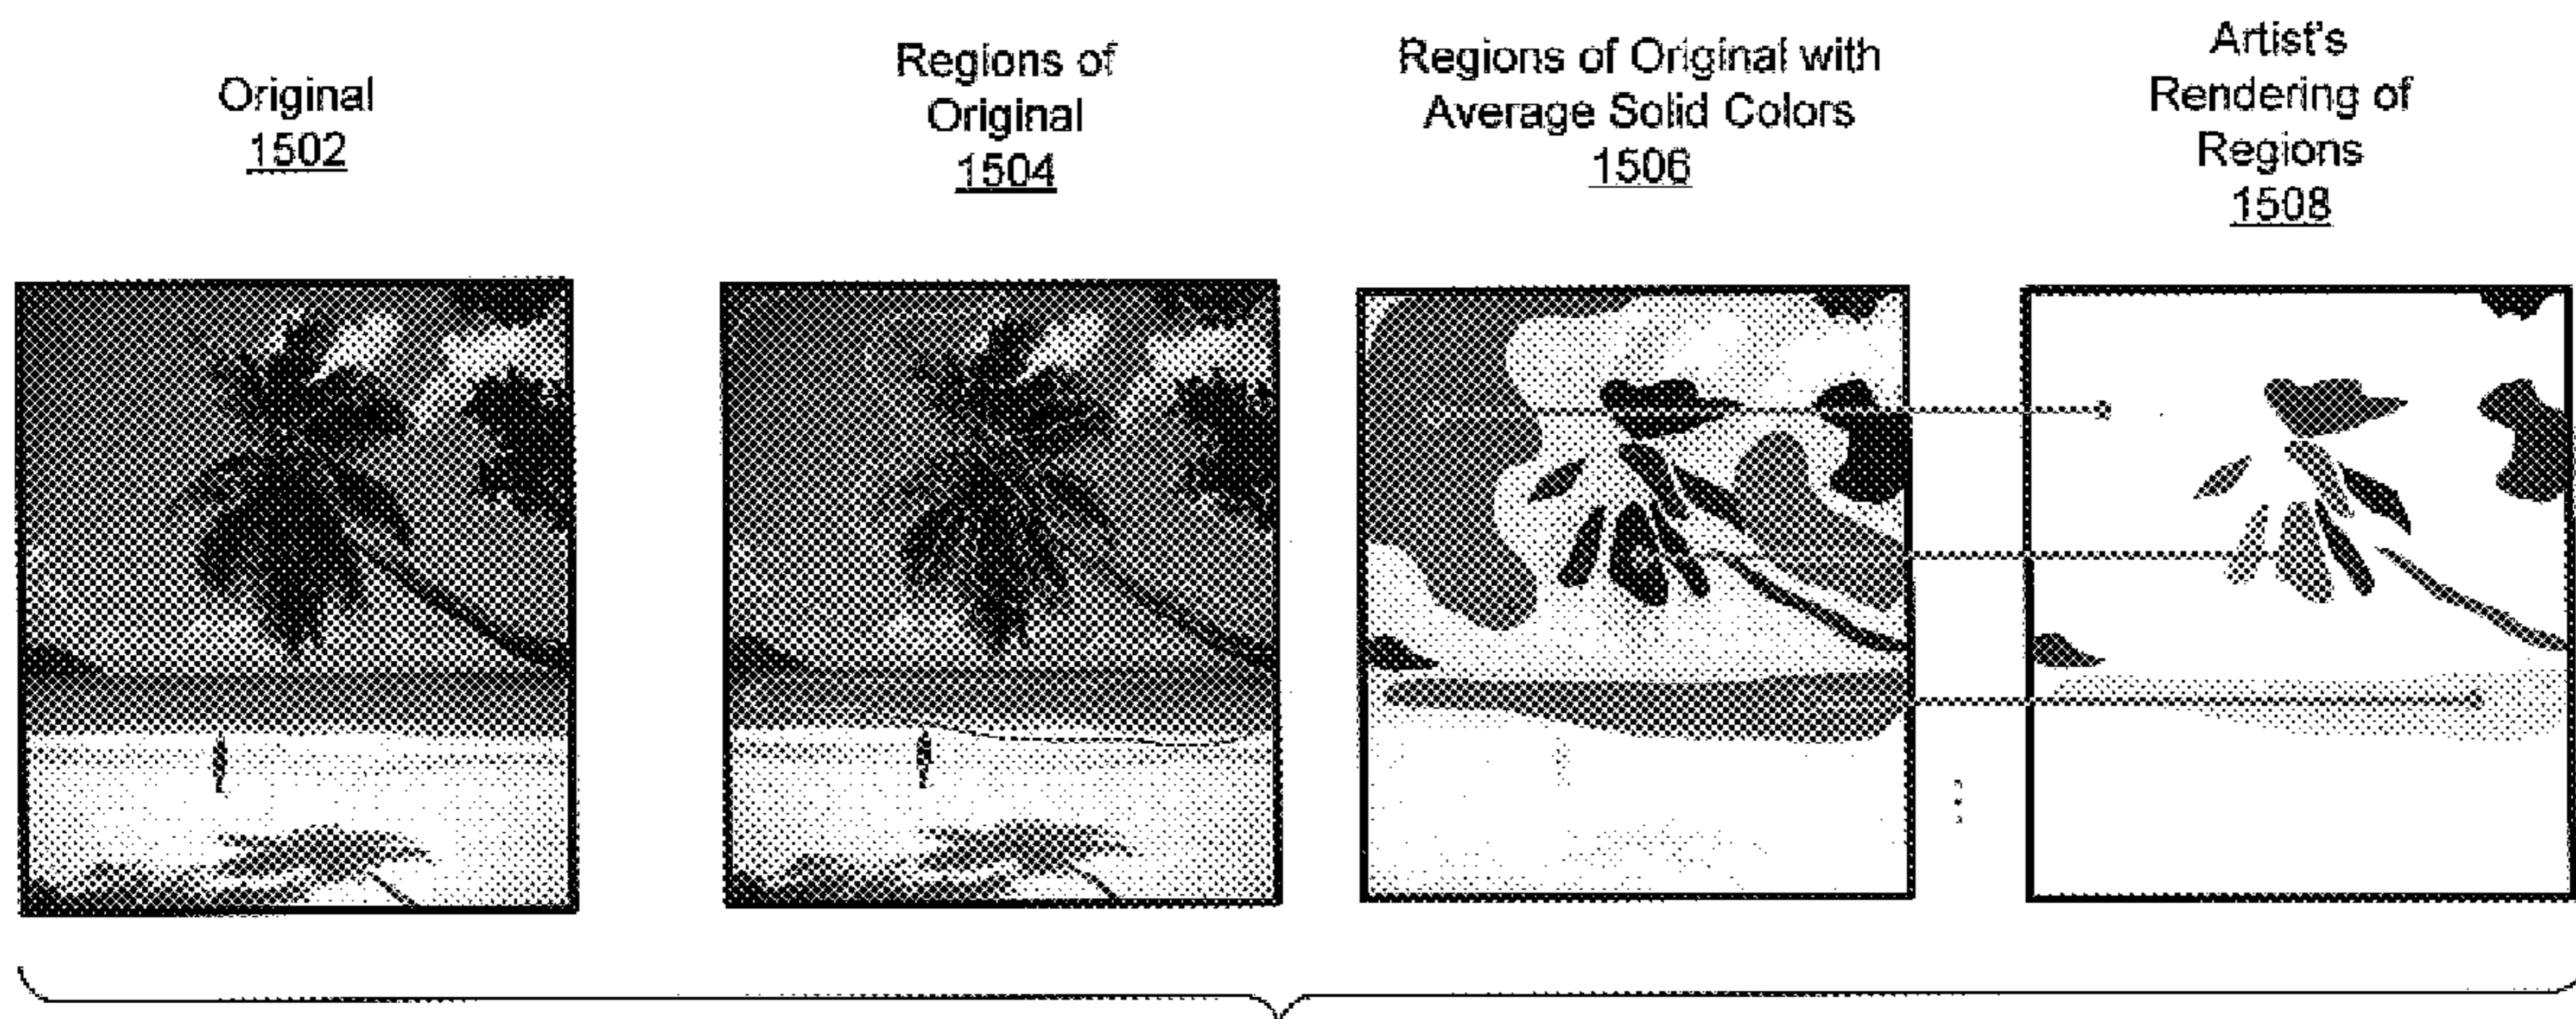 Original
1502
Regions of
Original
1504
Regions of Original with
Average Solid Colors
1506
Artist's
Rendering of
Regions
1508